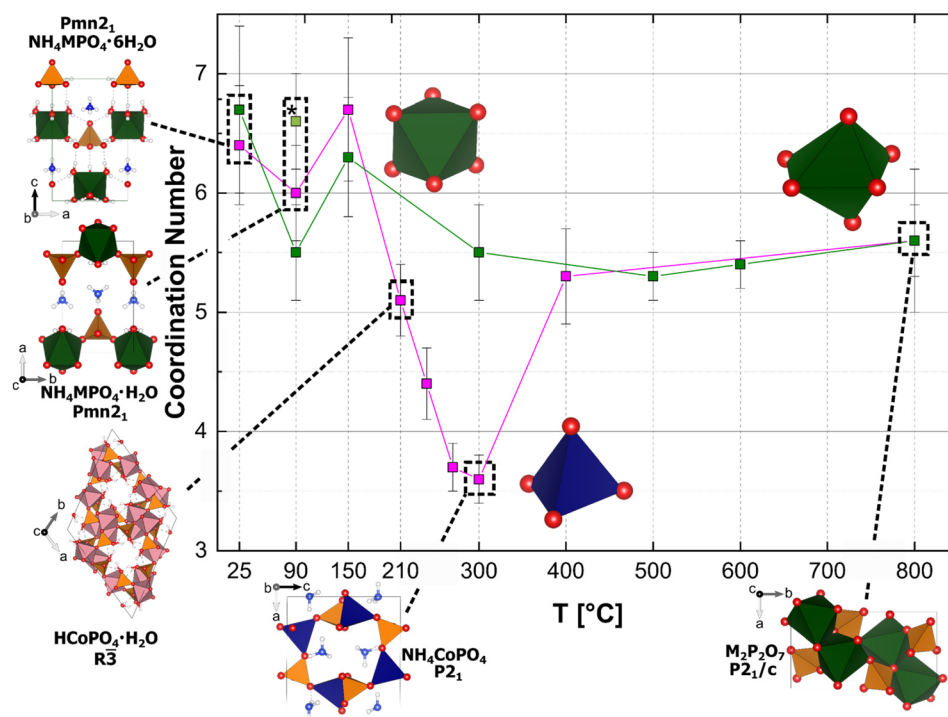 Pmn2₁
NH₄MPO₄·6H₂O
c
b
a
a
c
b
NH₄MPO₄·H₂O
Pmn2₁
b
c
a
HCoPO₄·H₂O
R3̅
Coordination Number
7
6
5
4
3
*
25
90
150
210
300
400
500
600
700
800
T [°C]
b
c
a
NH₄CoPO₄
P2₁
c
b
a
M₂P₂O₇
P2₁/c